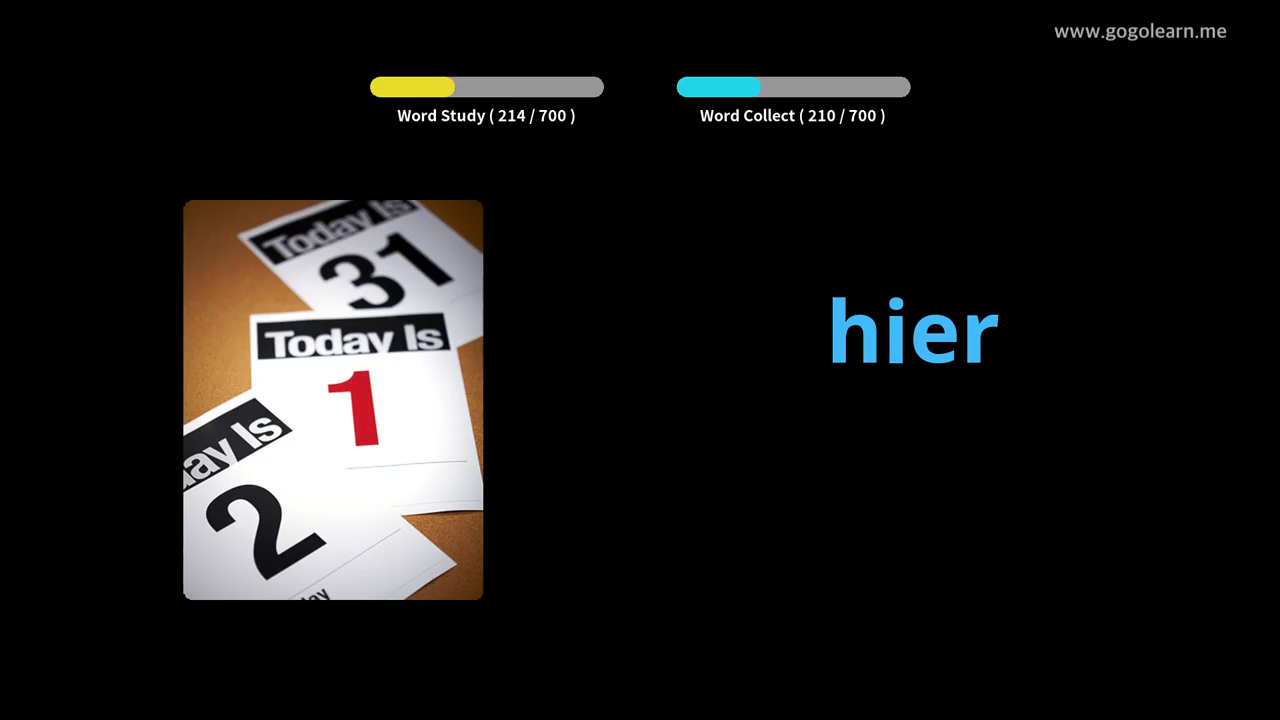 www.gogolearn.me
Word Study ( 214 / 700 )
Word Collect ( 210 / 700 )
Today Is
31
Today Is
1
ay Is
2
ay
hier